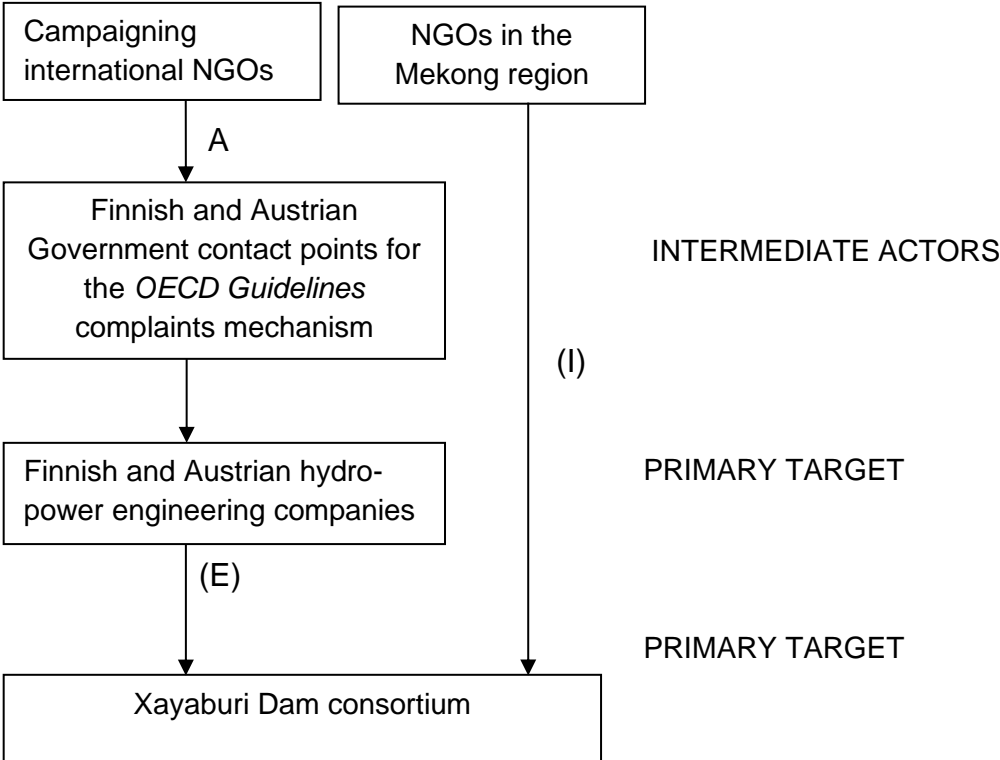 Campaigning
international NGOs
NGOs in the
Mekong region
A
Finnish and Austrian
Government contact points for
the OECD Guidelines
complaints mechanism
INTERMEDIATE ACTORS
(I)
Finnish and Austrian hydro-
power engineering companies
PRIMARY TARGET
(E)
PRIMARY TARGET
Xayaburi Dam consortium